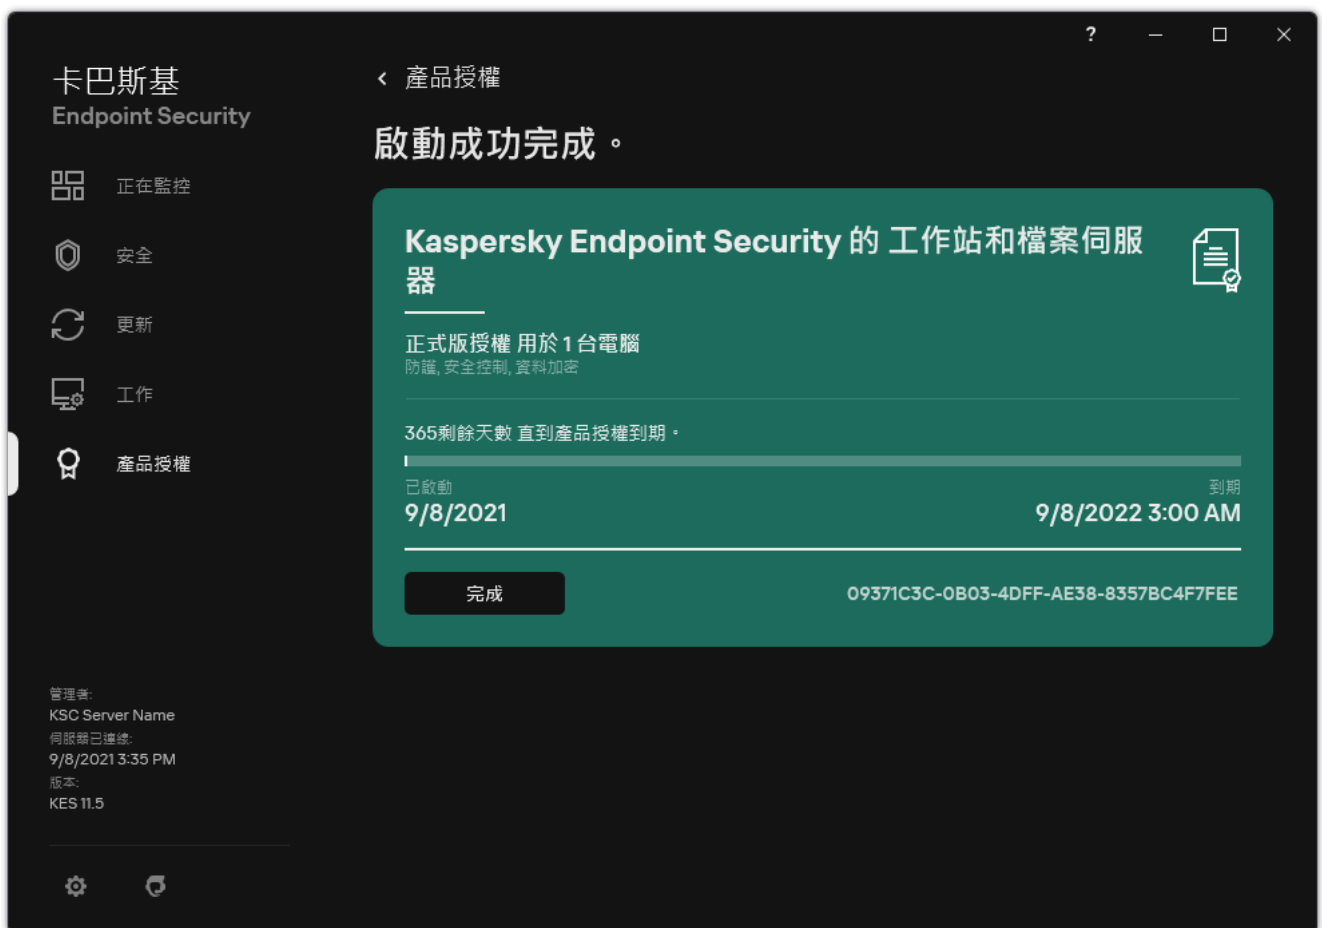 ?
卡巴斯基
Endpoint Security
正在監控
安全
更新
工作
產品授權
管理者:
KSC Server Name
伺服器已連線:
9/8/2021 3:35 PM
版本:
KES 11.5
產品授權
啟動成功完成。
Kaspersky Endpoint Security 的 工作站和檔案伺服
器
正式版授權 用於 1 台電腦
防護, 安全控制, 資料加密
365剩餘天數 直到產品授權到期。
已啟動
到期
9/8/2021
9/8/2022 3:00 AM
完成
09371C3C-0B03-4DFF-AE38-8357BC4F7FEE